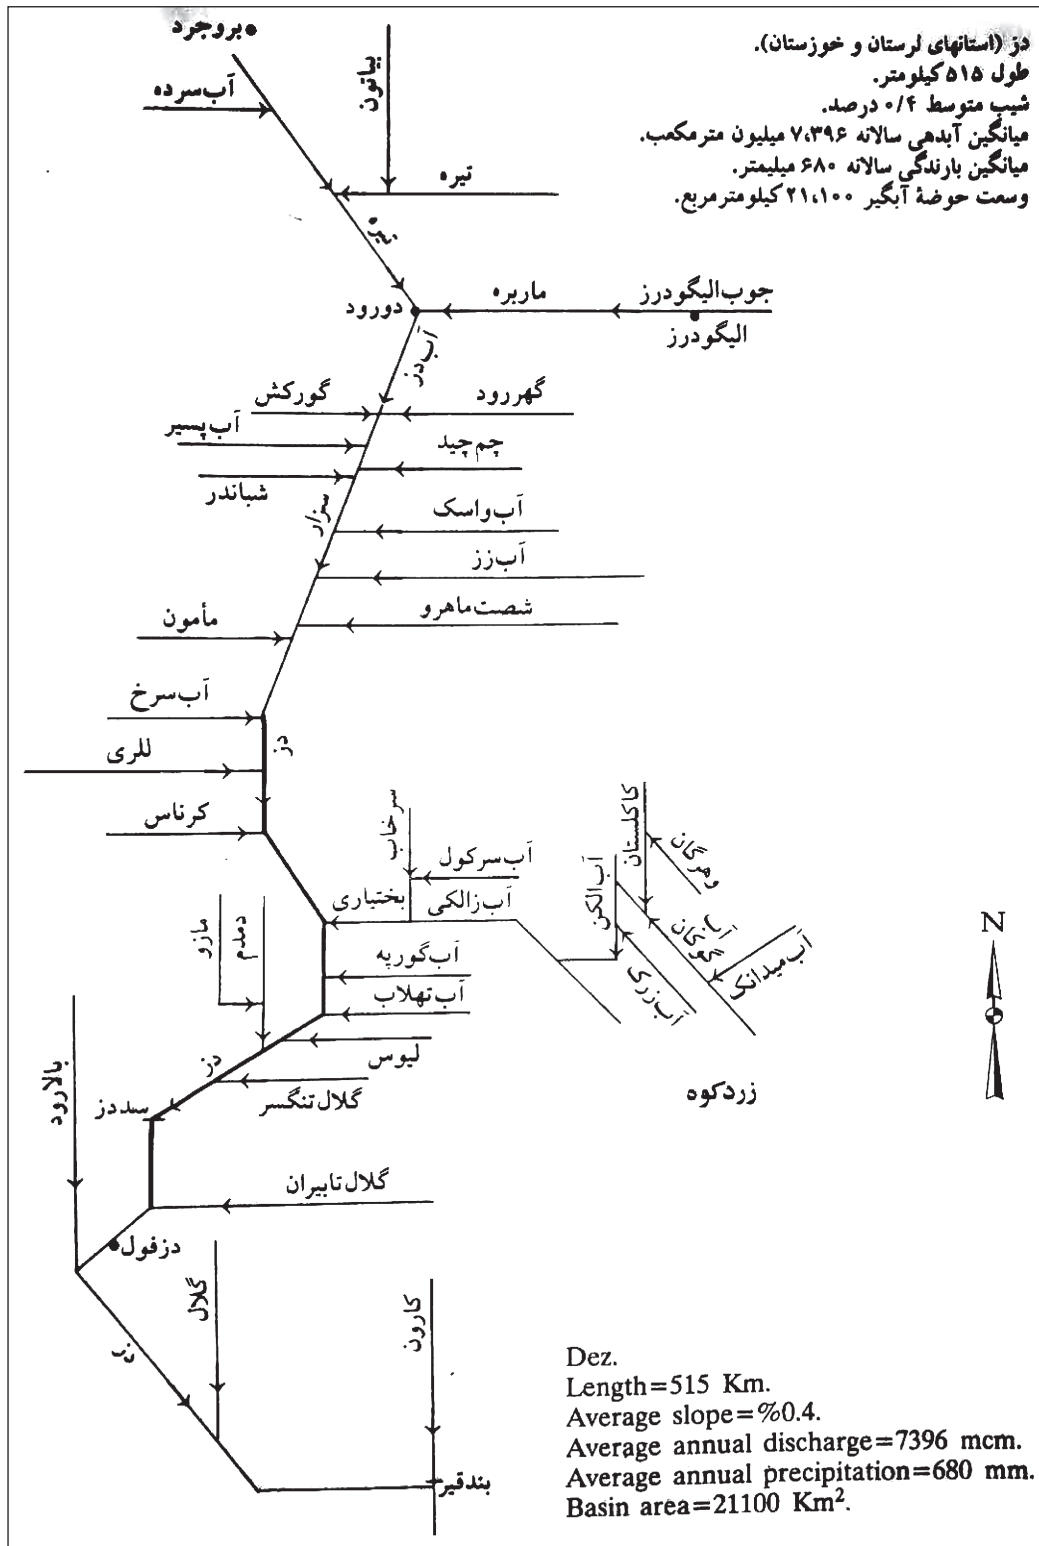 دز (استانهای لرستان و خوزستان).
طول ۵۱۵ کیلومتر.
شیب متوسط ۰/۴ درصد.
میانگین آبدهی سالانه ۷،۳۹۶ میلیون مترمکعب.
میانگین بارندگی سالانه ۶۸۰ میلیمتر.
وسعت حوضهٔ آبگیر ۲۱،۱۰۰ کیلومترمربع.
بروجرد
آب‌سرده
بیاتون
تیره
تیره
جوب‌الیگودرز
ماربره
دورود
الیگودرز
آب‌دز
گهررود
گورکش
آب‌پسیر
چم‌چید
شباندر
سزار
آب‌واسک
آب‌زز
شصت‌ماهرو
مأمون
آب‌سرخ
دز
للری
کرناس
سرخاب
کاکلستان
وهرگان
آب‌سرکول
آب‌الکن
بختیاری
آب‌زالکی
آب گوکان
آب‌میدانک
آب‌زرک
N
مازو
دمدم
آب‌گورپه
آب‌تهلاب
لیوس
دز
گلال‌تنگسر
زردکوه
سددز
بالارود
گلال‌تابیران
دزفول
گلال
کارون
دز
بندقیر
Dez.
Length=515 Km.
Average slope=%0.4.
Average annual discharge=7396 mcm.
Average annual precipitation=680 mm.
Basin area=21100 Km².